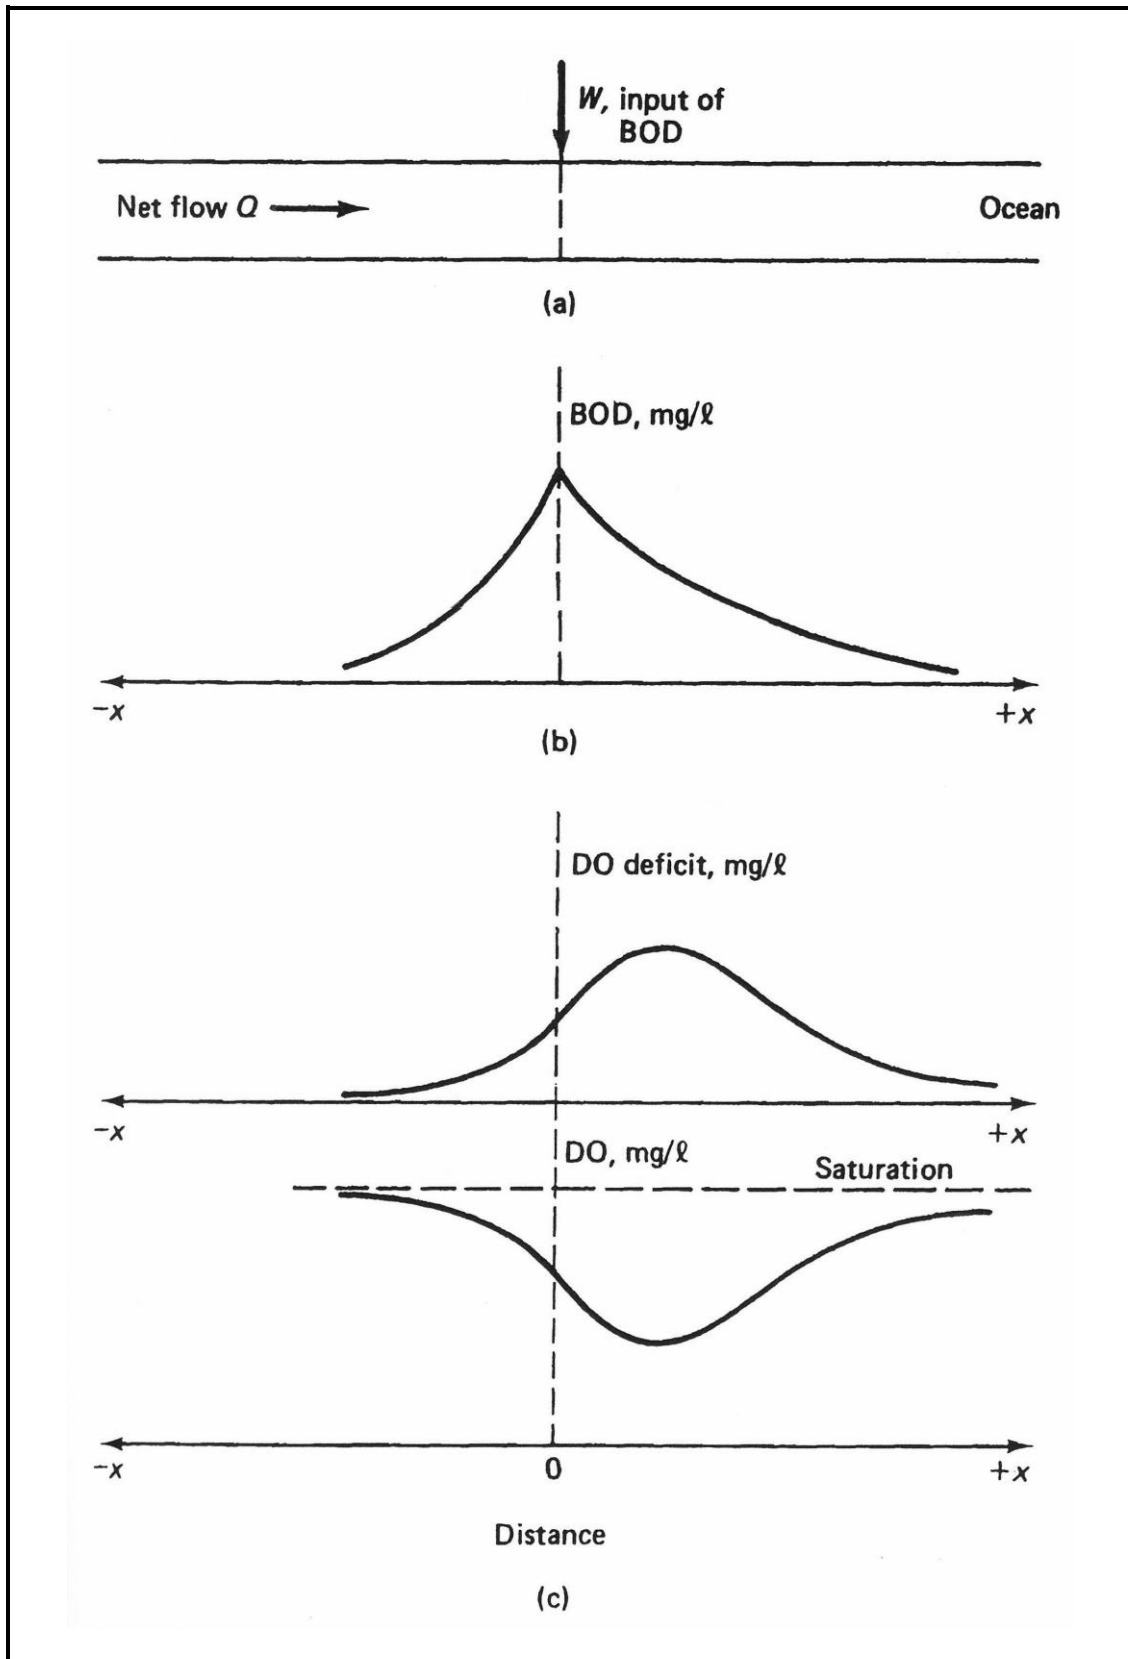 W, input of
BOD
Net flow Q
Ocean
(a)
BOD, mg/ℓ
-x
+x
(b)
DO deficit, mg/ℓ
-x
+x
DO, mg/ℓ
Saturation
-x
0
+x
Distance
(c)